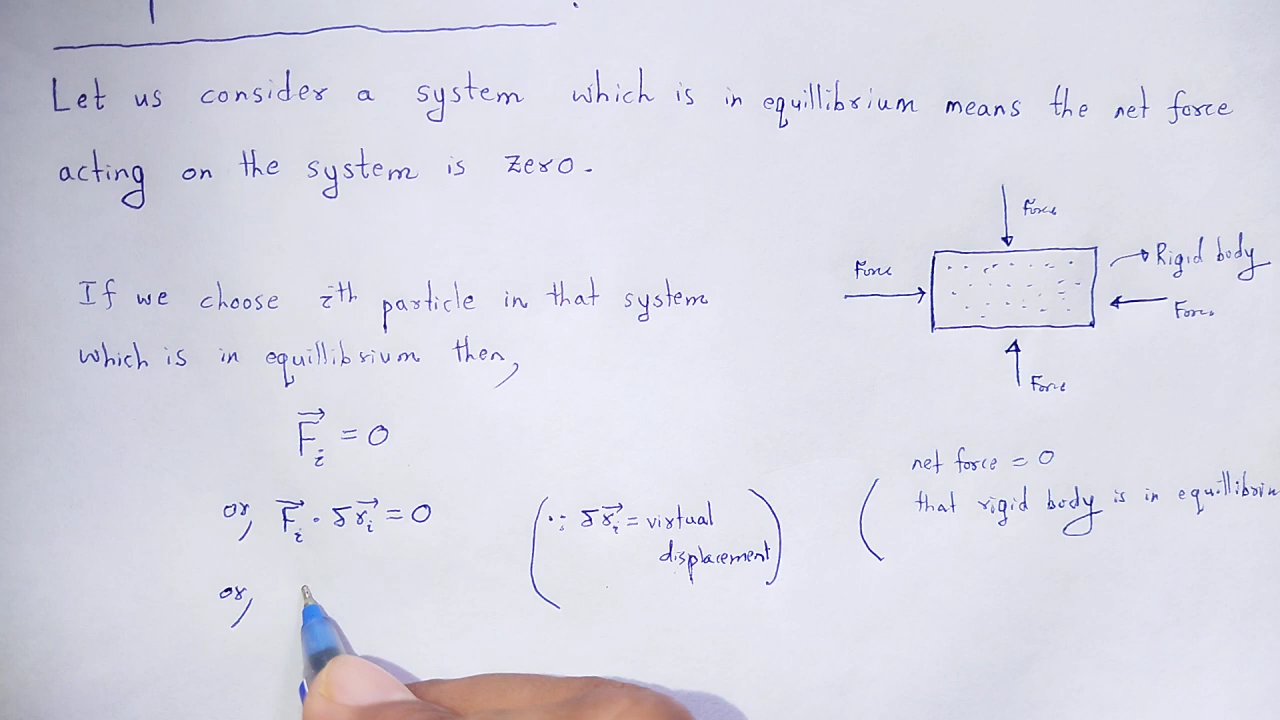 Let us consider a system which is in equillibrium means the net force
acting on the system is zero.
Force
Rigid body
Force
Force
Force
If we choose ith particle in that system
which is in equillibrium then,
F⃗ᵢ = 0
net force = 0
that rigid body is in equillibrium
or, F⃗ᵢ · δr⃗ᵢ = 0
(∵ δr⃗ᵢ = virtual
displacement)
or,